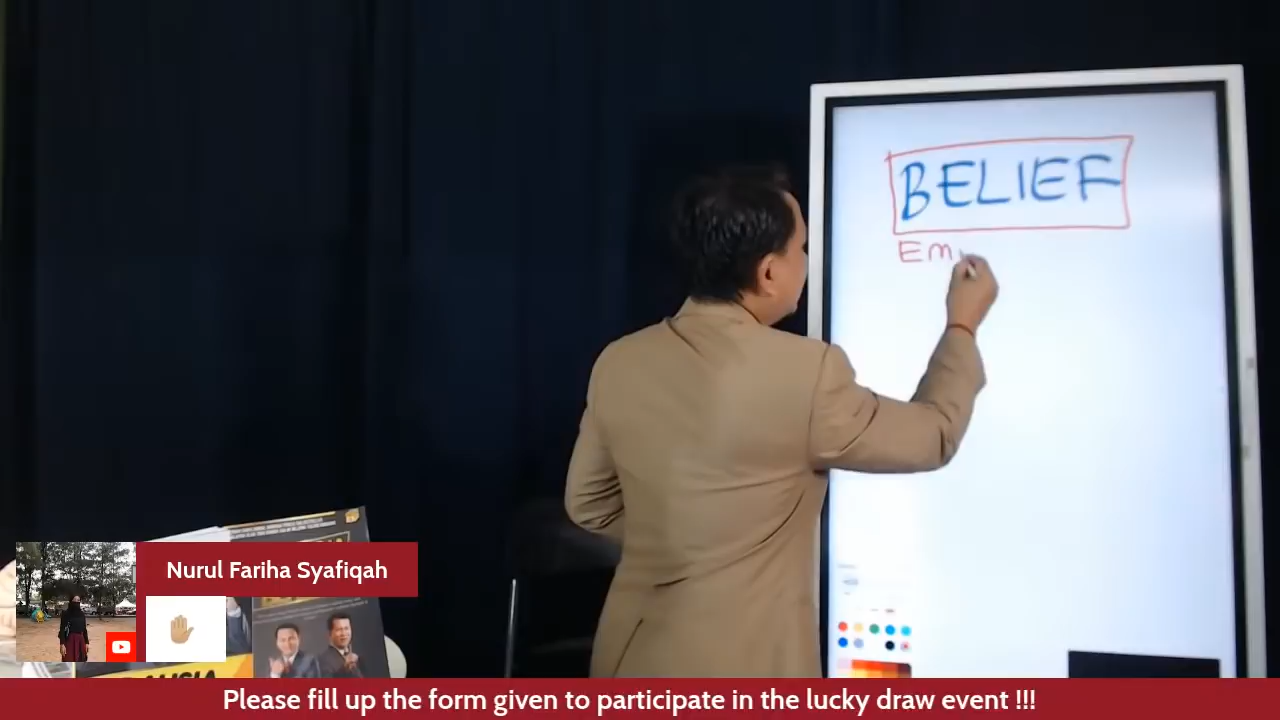 BELIEF
Em
Nurul Fariha Syafiqah
Please fill up the form given to participate in the lucky draw event !!!